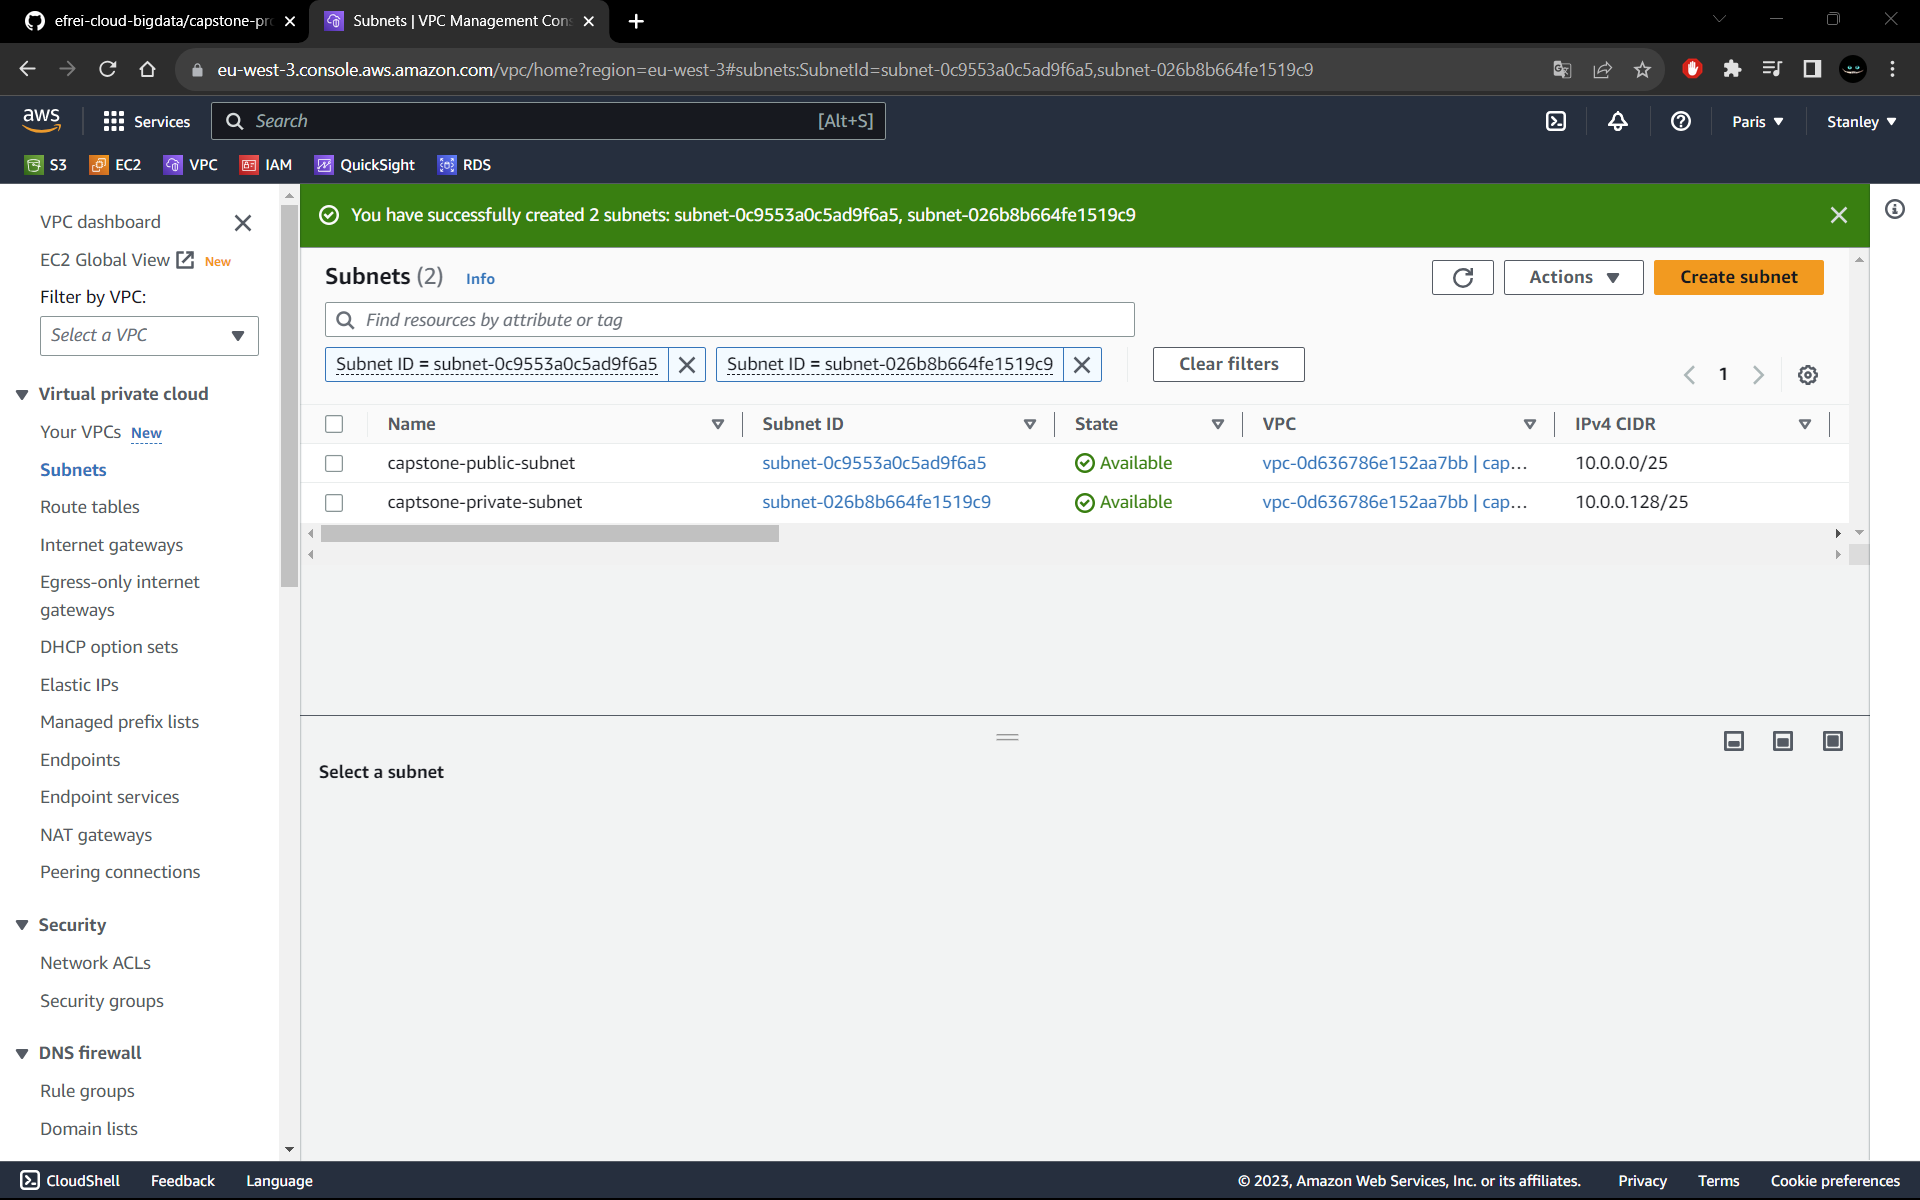 efrei-cloud-bigdata/capstone-pr
Subnets | VPC Management Con
eu-west-3.console.aws.amazon.com/vpc/home?region=eu-west-3#subnets:SubnetId=subnet-0c9553a0c5ad9f6a5,subnet-026b8b664fe1519c9
aws
Services
Search
[Alt+S]
Paris
Stanley
S3
EC2
VPC
IAM
QuickSight
RDS
VPC dashboard
EC2 Global View New
Filter by VPC:
Select a VPC
Virtual private cloud
Your VPCs New
Subnets
Route tables
Internet gateways
Egress-only internet
gateways
DHCP option sets
Elastic IPs
Managed prefix lists
Endpoints
Endpoint services
NAT gateways
Peering connections
Security
Network ACLs
Security groups
DNS firewall
Rule groups
Domain lists
You have successfully created 2 subnets: subnet-0c9553a0c5ad9f6a5, subnet-026b8b664fe1519c9
Subnets (2) Info
Actions
Create subnet
Find resources by attribute or tag
Subnet ID = subnet-0c9553a0c5ad9f6a5
Subnet ID = subnet-026b8b664fe1519c9
Clear filters
1
Name Subnet ID State VPC IPv4 CIDR
capstone-public-subnet subnet-0c9553a0c5ad9f6a5 Available vpc-0d636786e152aa7bb | cap... 10.0.0.0/25
captsone-private-subnet subnet-026b8b664fe1519c9 Available vpc-0d636786e152aa7bb | cap... 10.0.0.128/25
Select a subnet
CloudShell
Feedback
Language
© 2023, Amazon Web Services, Inc. or its affiliates.
Privacy
Terms
Cookie preferences